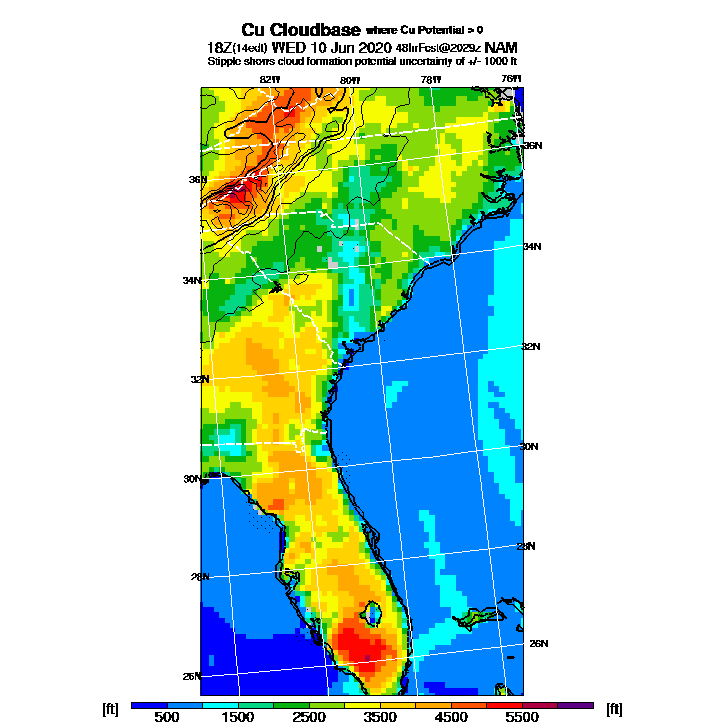 Cu Cloudbase where Cu Potential > 0
18Z(14edt) WED 10 Jun 2020 48hrFcst@2029z NAM
Stipple shows cloud formation potential uncertainty of +/- 1000 ft
82W 80W 78W 76W
36N
36N
34N
34N
32N
32N
30N
30N
28N
28N
26N
26N
[ft] [ft]
500 1500 2500 3500 4500 5500